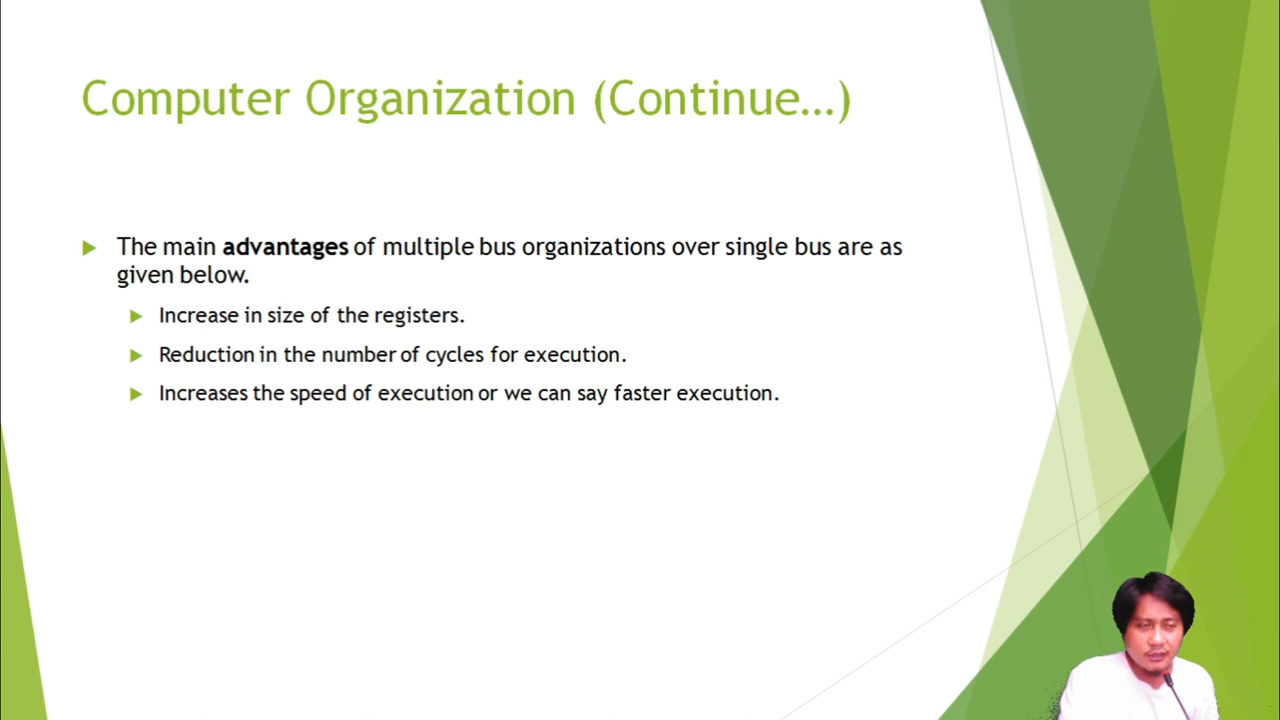 Computer Organization (Continue…)
The main advantages of multiple bus organizations over single bus are as
given below.
Increase in size of the registers.
Reduction in the number of cycles for execution.
Increases the speed of execution or we can say faster execution.